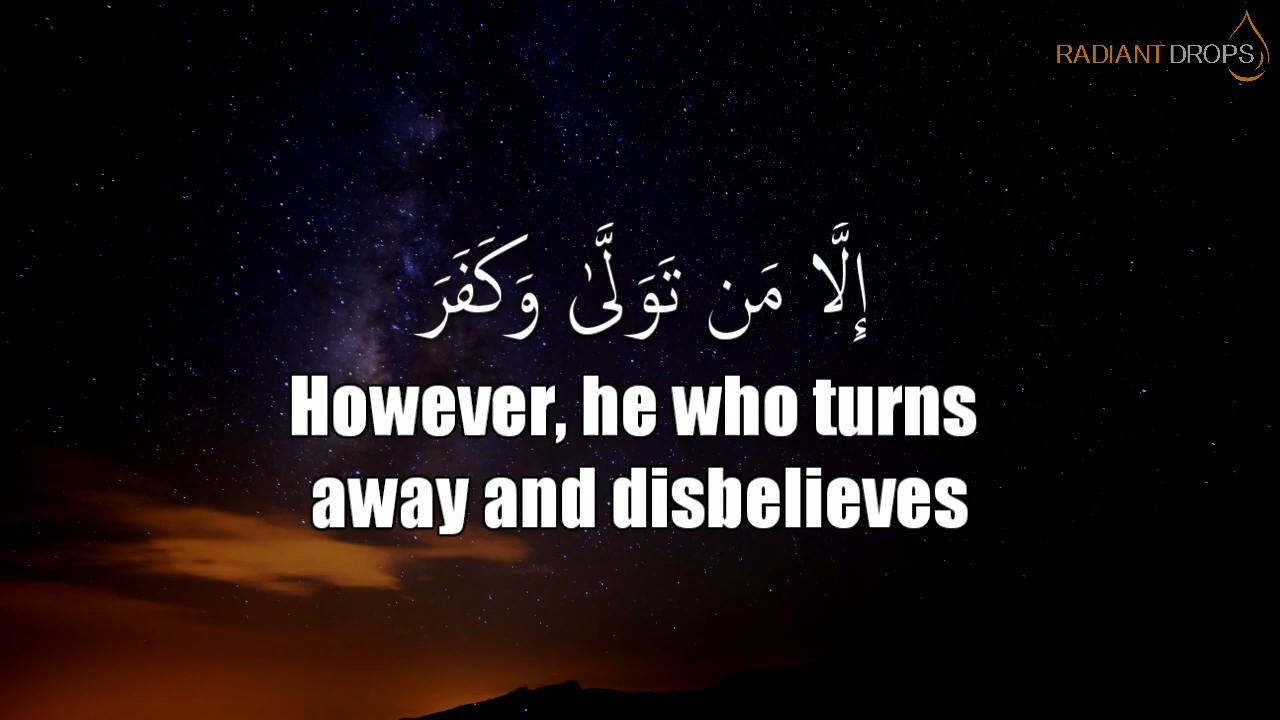 RADIANT DROPS
إِلَّا مَن تَوَلَّىٰ وَكَفَرَ
However, he who turns
away and disbelieves